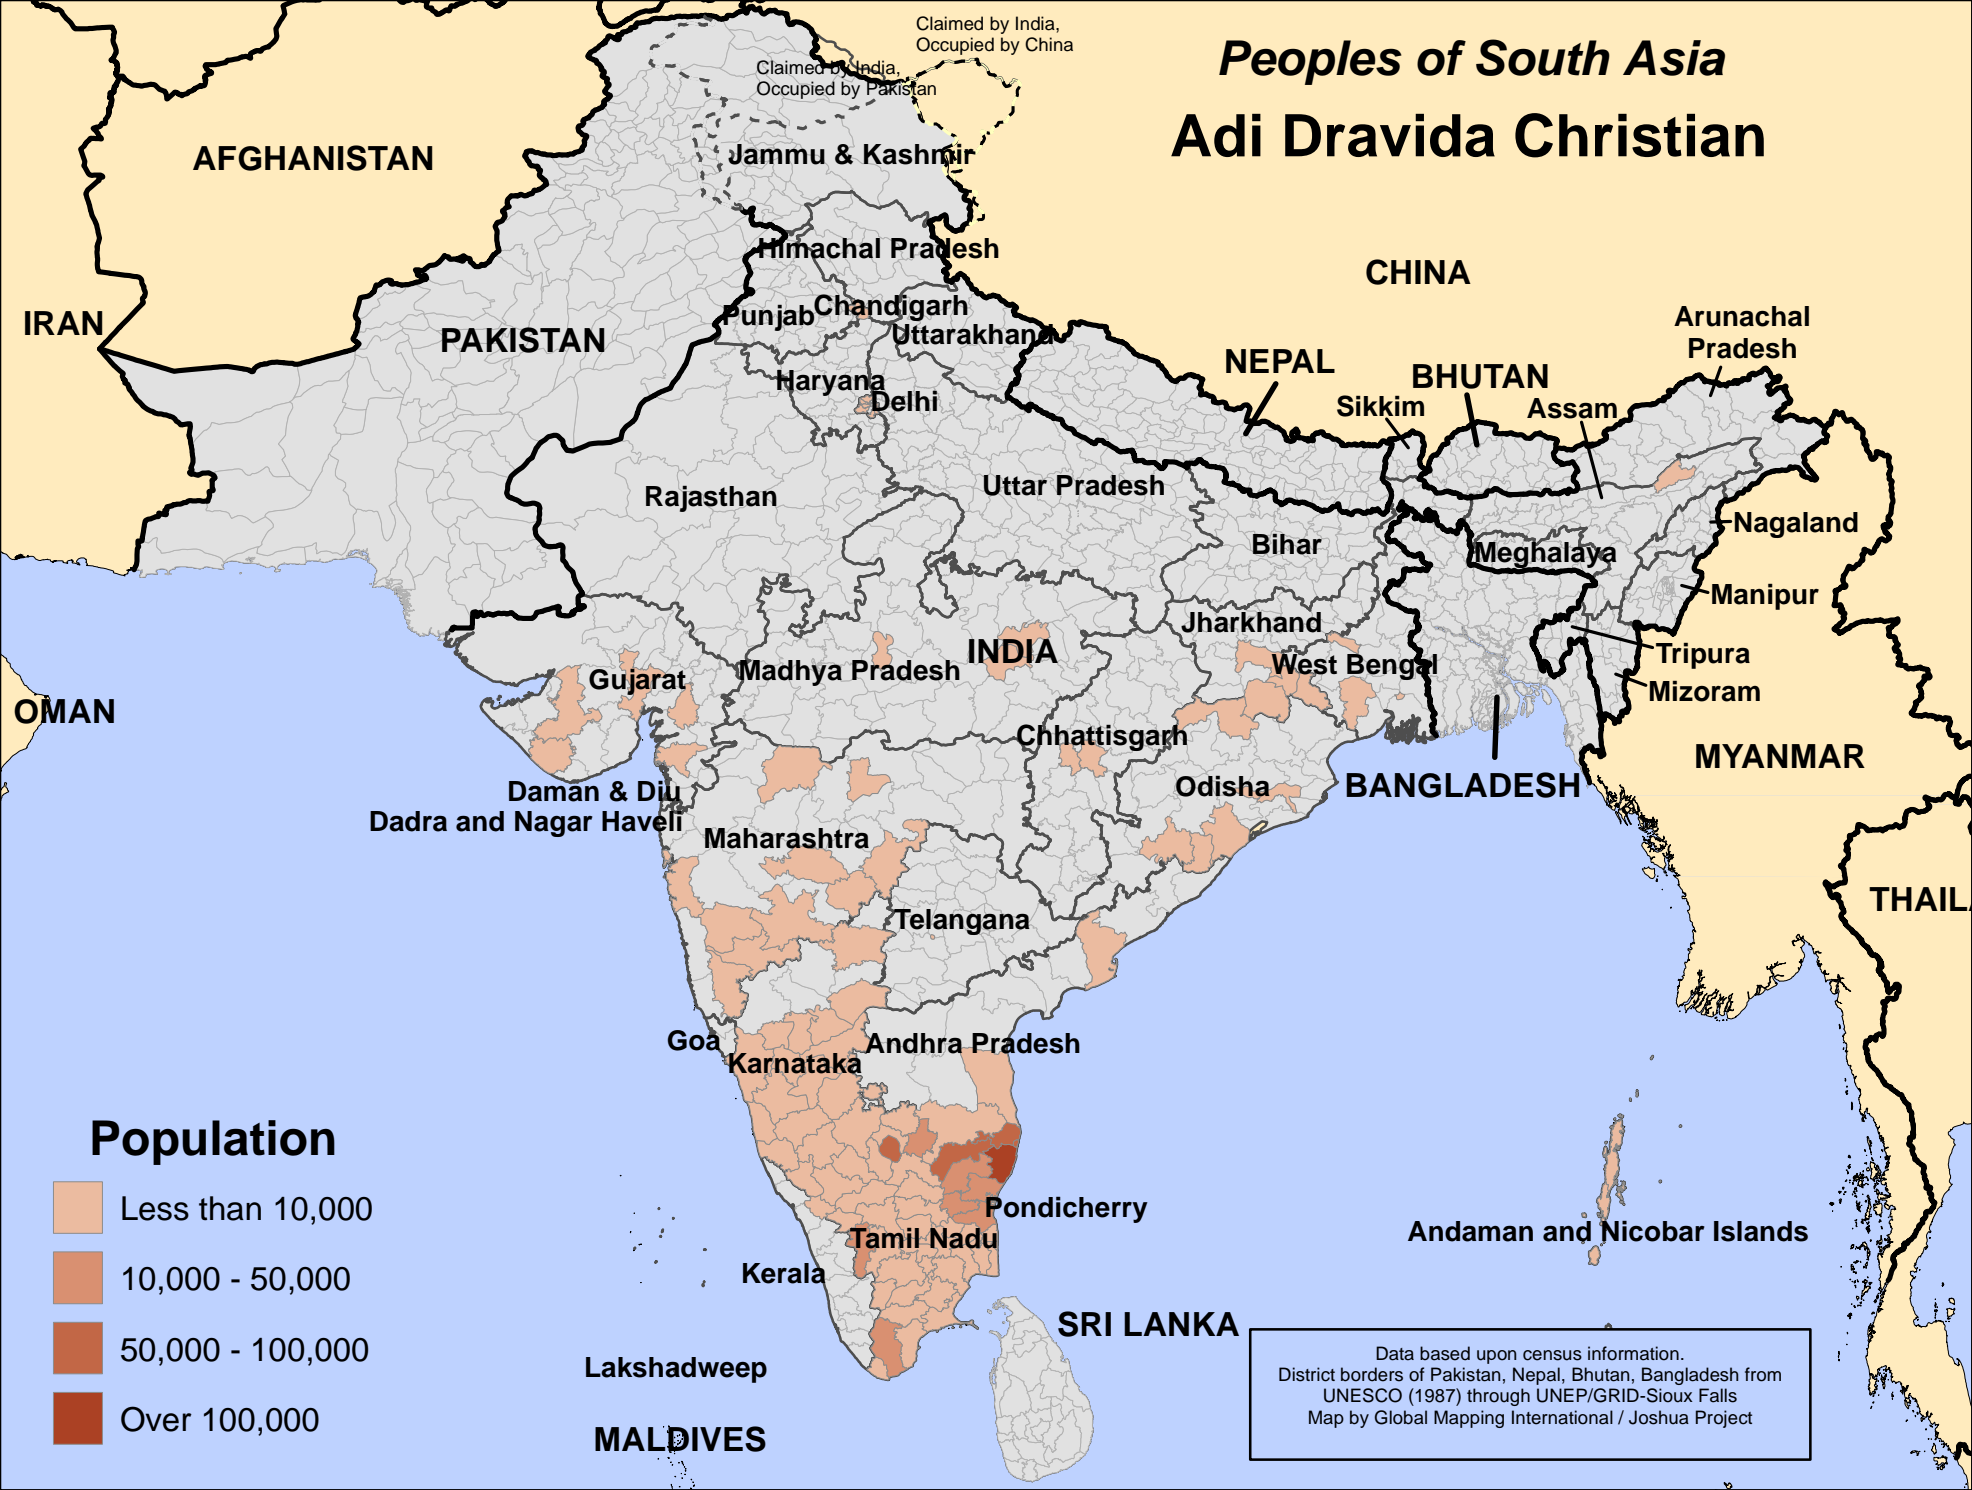 Claimed by India,
Occupied by China
Peoples of South Asia
Claimed by India,
Occupied by Pakistan
Adi Dravida Christian
AFGHANISTAN
Jammu & Kashmir
Himachal Pradesh
CHINA
IRAN
PAKISTAN
Punjab
Chandigarh
Uttarakhand
Arunachal
Pradesh
NEPAL
BHUTAN
Haryana
Delhi
Sikkim
Assam
Rajasthan
Uttar Pradesh
Nagaland
Bihar
Meghalaya
Manipur
Jharkhand
INDIA
Tripura
Madhya Pradesh
West Bengal
Gujarat
Mizoram
OMAN
Chhattisgarh
MYANMAR
Daman & Diu
Odisha
BANGLADESH
Dadra and Nagar Haveli
Maharashtra
THAIL
Telangana
Goa
Andhra Pradesh
Karnataka
Population
Less than 10,000
10,000 - 50,000
50,000 - 100,000
Over 100,000
Pondicherry
Tamil Nadu
Andaman and Nicobar Islands
Kerala
SRI LANKA
Lakshadweep
MALDIVES
Data based upon census information.
District borders of Pakistan, Nepal, Bhutan, Bangladesh from
UNESCO (1987) through UNEP/GRID-Sioux Falls
Map by Global Mapping International / Joshua Project